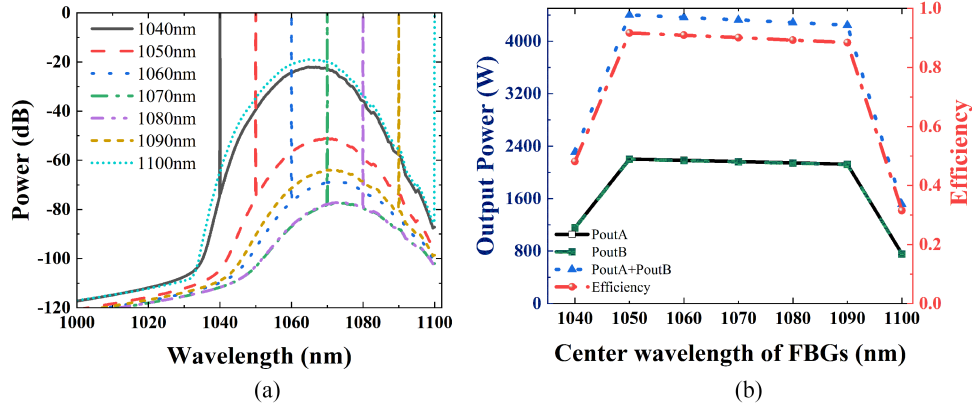 0
-20
-40
-60
-80
-100
-120
Power (dB)
1040nm
1050nm
1060nm
1070nm
1080nm
1090nm
1100nm
1000 1020 1040 1060 1080 1100
Wavelength (nm)
(a)
4400
3200
2400
1600
800
0
Output Power (W)
PoutA
PoutB
PoutA+PoutB
Efficiency
1.0
0.8
0.6
0.4
0.2
0.0
Efficiency
1040 1050 1060 1070 1080 1090 1100
Center wavelength of FBGs (nm)
(b)